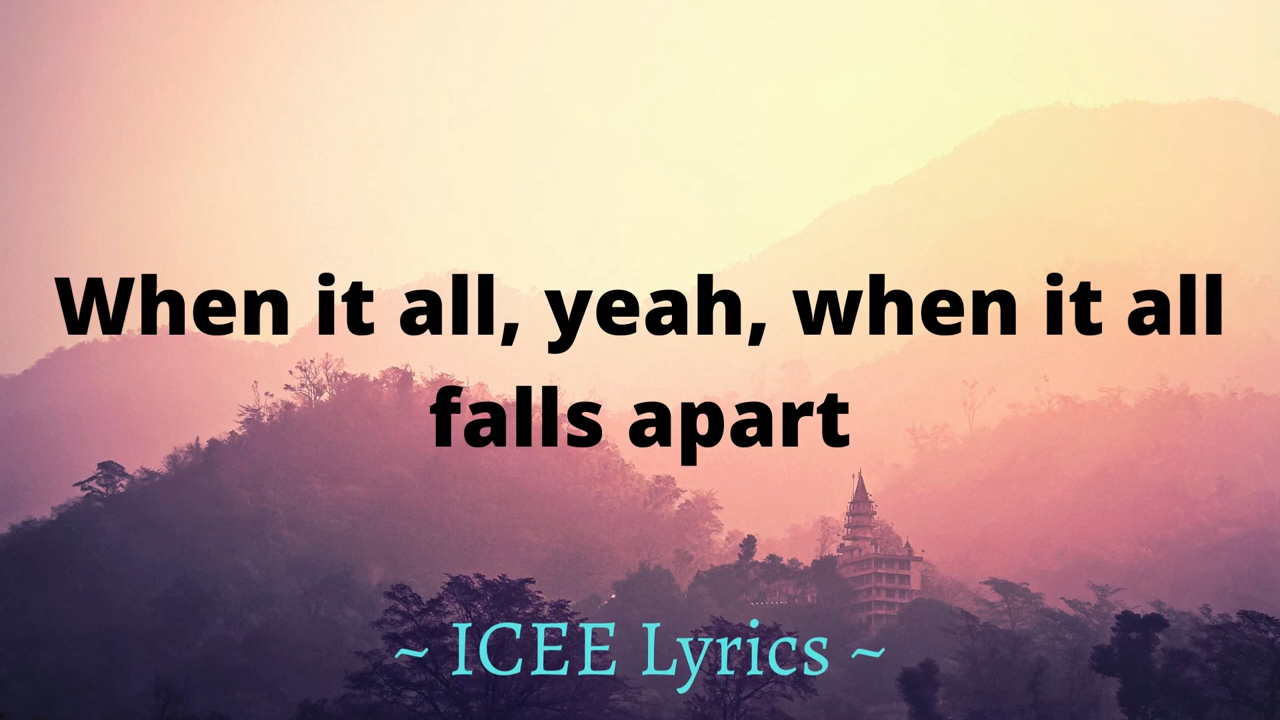 When it all, yeah, when it all
falls apart
~ ICEE Lyrics ~